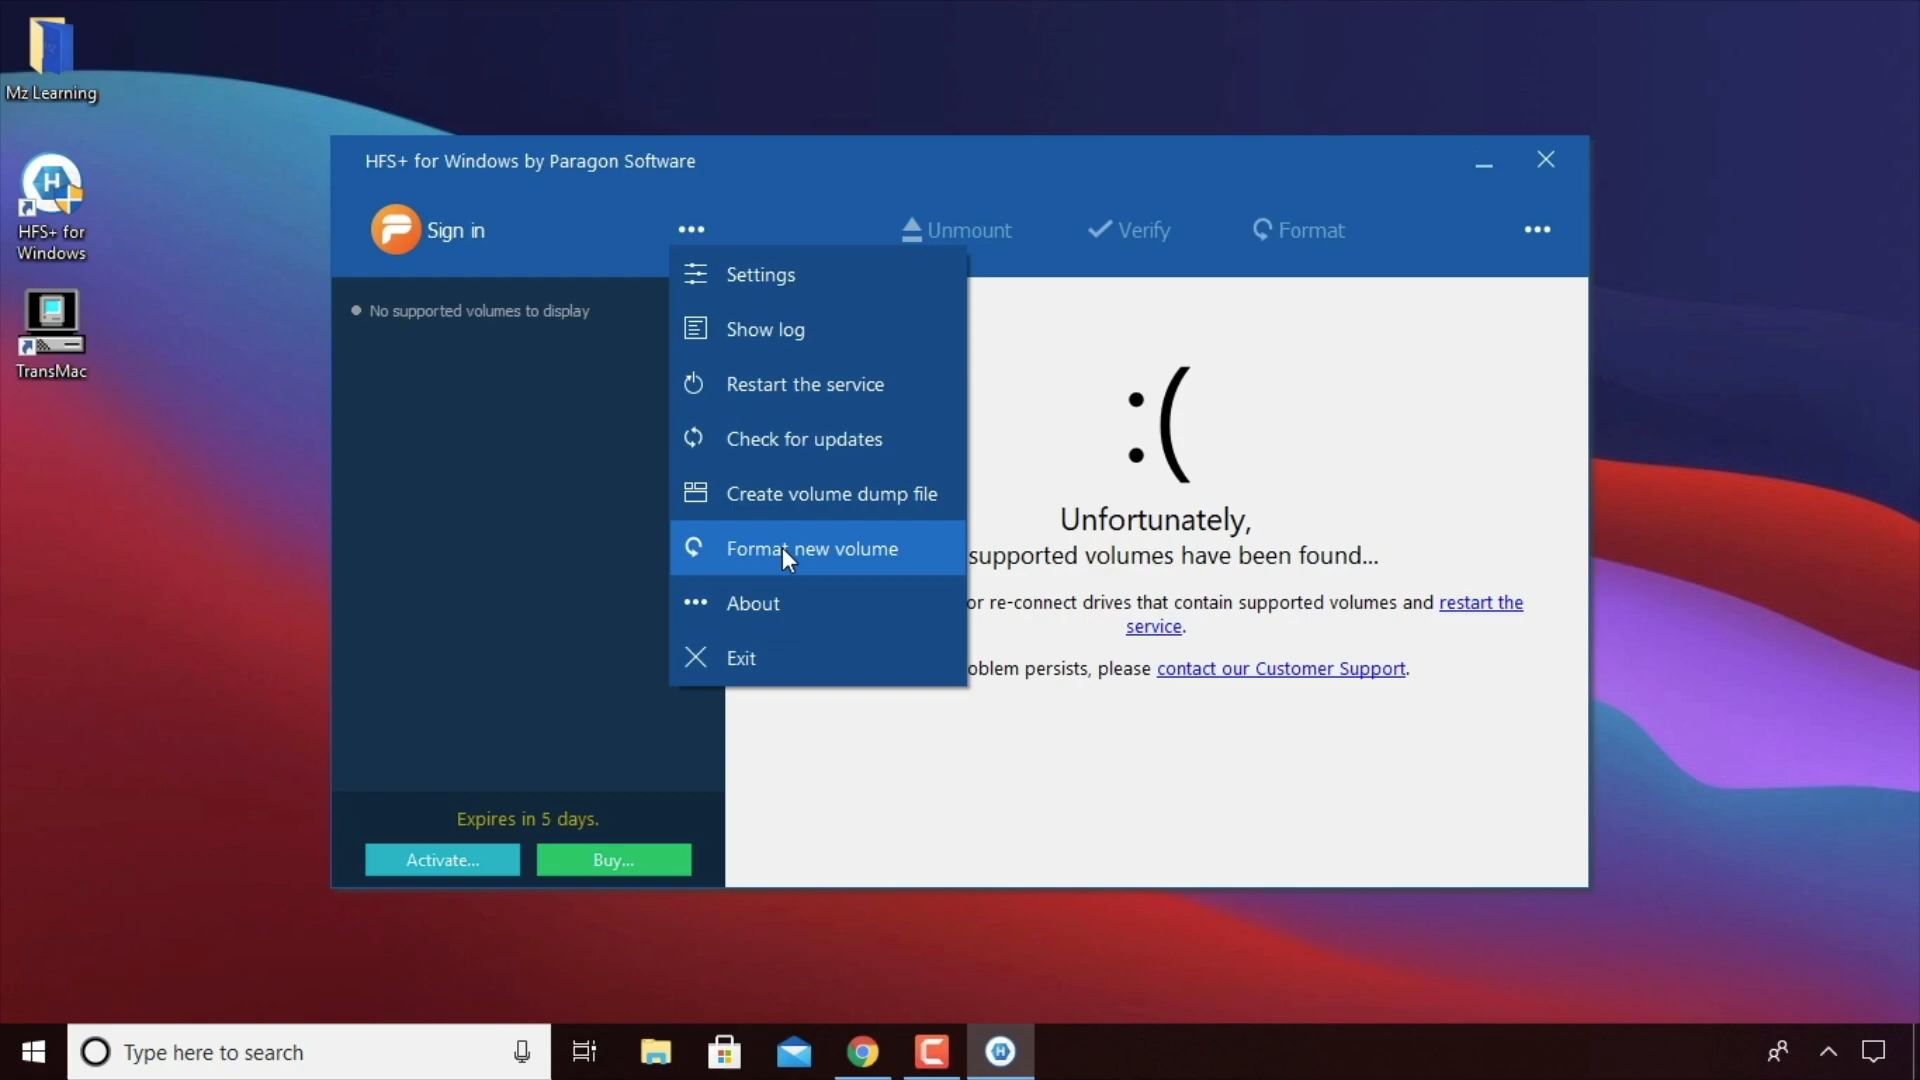 Mz Learning
HFS+ for
Windows
TransMac
HFS+ for Windows by Paragon Software
Sign in
Unmount
Verify
Format
No supported volumes to display
Settings
Show log
Restart the service
Check for updates
Create volume dump file
Format new volume
About
Exit
:(
Unfortunately,
supported volumes have been found...
or re-connect drives that contain supported volumes and restart the
service.
oblem persists, please contact our Customer Support.
Expires in 5 days.
Activate...
Buy...
Type here to search